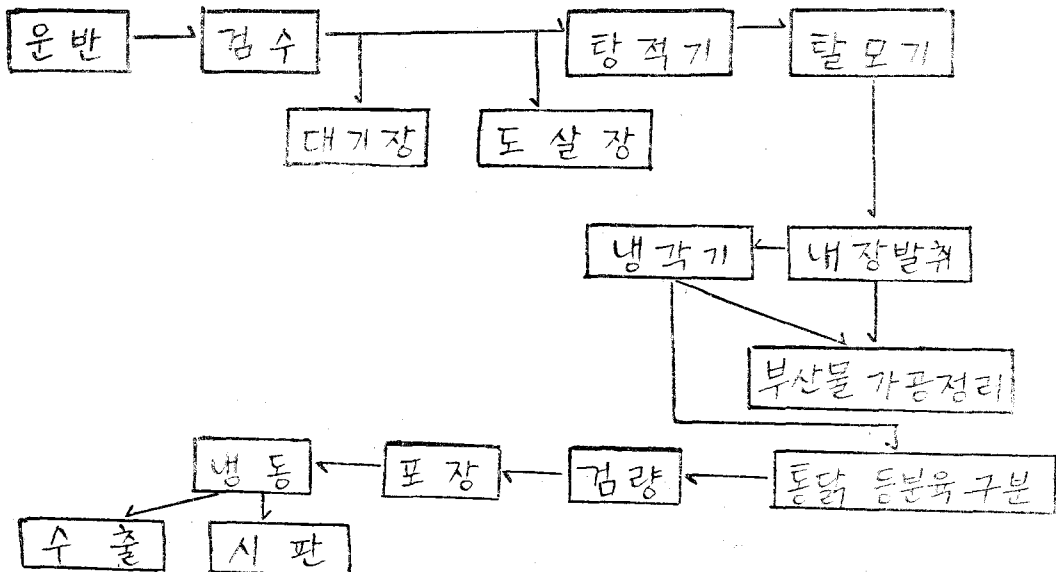 운반
검수
탕적기
탈모기
대기장
도살장
냉각기
내장발취
부산물 가공정리
냉동
포장
검량
통닭 등분육 구분
수출
시판